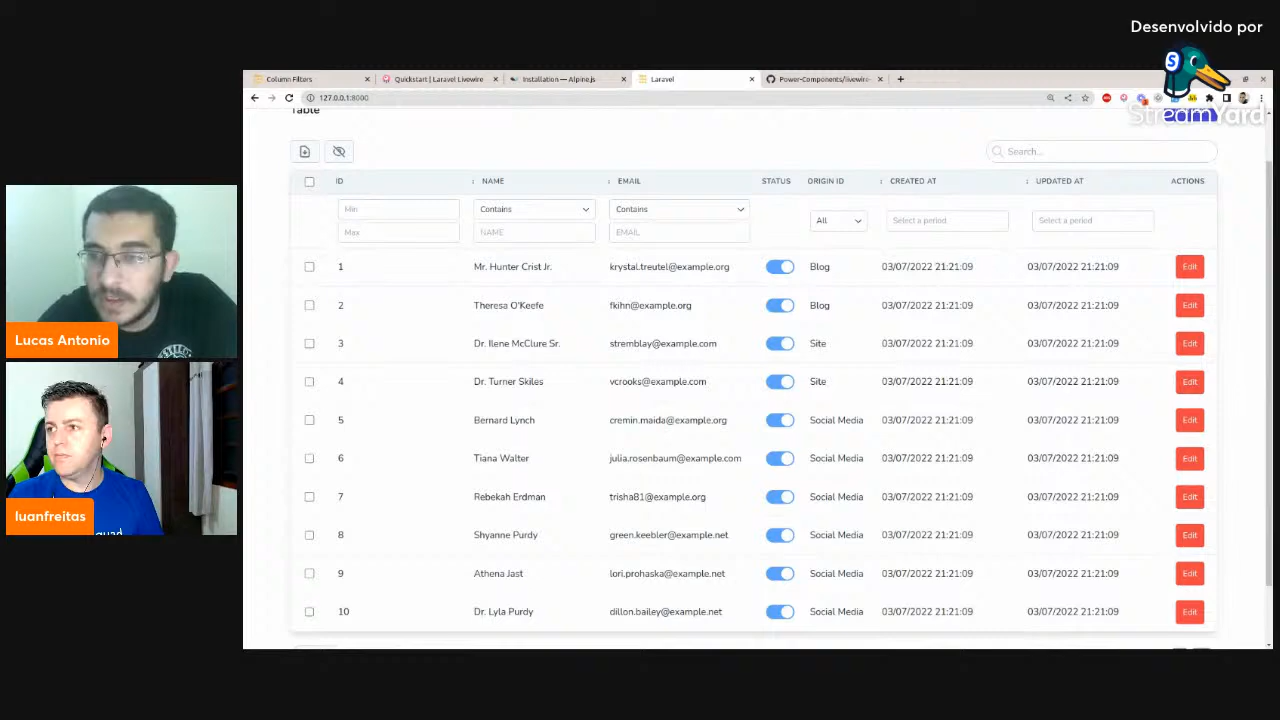 Desenvolvido por
S
StreamYard
Column Filters
Quickstart | Laravel Livewire
Installation — Alpine.js
Laravel
Power-Components/livewire-
127.0.0.1:8000
Table
Search...
ID NAME EMAIL STATUS ORIGIN ID CREATED AT UPDATED AT ACTIONS
Min Contains Contains All Select a period Select a period
Max NAME EMAIL
1 Mr. Hunter Crist Jr. krystal.treutel@example.org Blog 03/07/2022 21:21:09 03/07/2022 21:21:09 Edit
2 Theresa O'Keefe fkihn@example.org Blog 03/07/2022 21:21:09 03/07/2022 21:21:09 Edit
3 Dr. Ilene McClure Sr. stremblay@example.com Site 03/07/2022 21:21:09 03/07/2022 21:21:09 Edit
4 Dr. Turner Skiles vcrooks@example.com Site 03/07/2022 21:21:09 03/07/2022 21:21:09 Edit
5 Bernard Lynch cremin.maida@example.org Social Media 03/07/2022 21:21:09 03/07/2022 21:21:09 Edit
6 Tiana Walter julia.rosenbaum@example.com Social Media 03/07/2022 21:21:09 03/07/2022 21:21:09 Edit
7 Rebekah Erdman trisha81@example.org Social Media 03/07/2022 21:21:09 03/07/2022 21:21:09 Edit
8 Shyanne Purdy green.keebler@example.net Social Media 03/07/2022 21:21:09 03/07/2022 21:21:09 Edit
9 Athena Jast lori.prohaska@example.net Social Media 03/07/2022 21:21:09 03/07/2022 21:21:09 Edit
10 Dr. Lyla Purdy dillon.bailey@example.net Social Media 03/07/2022 21:21:09 03/07/2022 21:21:09 Edit
Lucas Antonio
luanfreitas